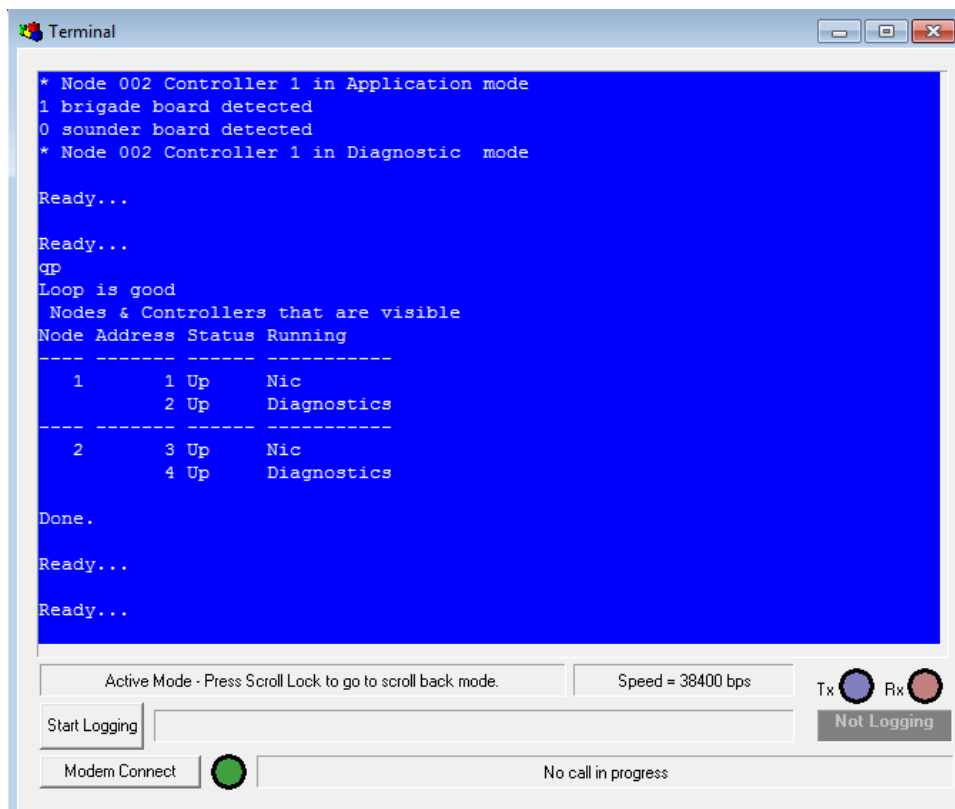 Terminal
* Node 002 Controller 1 in Application mode
1 brigade board detected
0 sounder board detected
* Node 002 Controller 1 in Diagnostic  mode
Ready...
Ready...
qp
Loop is good
 Nodes & Controllers that are visible
Node Address Status Running
---- ------- ------ -----------
   1       1 Up     Nic
           2 Up     Diagnostics
---- ------- ------ -----------
   2       3 Up     Nic
           4 Up     Diagnostics
Done.
Ready...
Ready...
Active Mode - Press Scroll Lock to go to scroll back mode.
Speed = 38400 bps
Tx Rx
Start Logging
Not Logging
Modem Connect
No call in progress